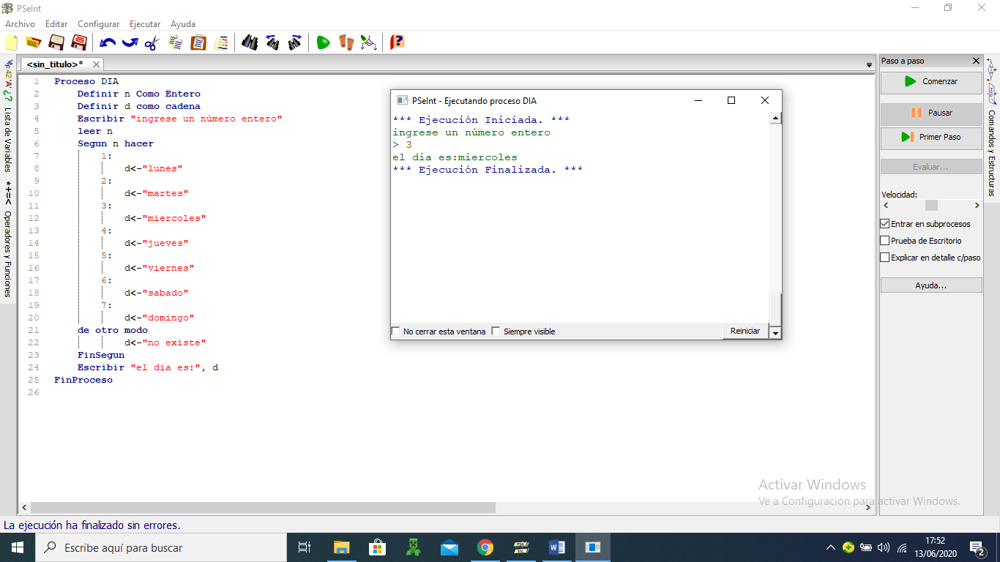 PSeInt
Archivo Editar Configurar Ejecutar Ayuda
<sin_titulo>*
Lista de Variables
*+=< Operadores y Funciones
1 Proceso DIA
2 Definir n Como Entero
3 Definir d como cadena
4 Escribir "ingrese un número entero"
5 leer n
6 Segun n hacer
7 1:
8 d<-"lunes"
9 2:
10 d<-"martes"
11 3:
12 d<-"miercoles"
13 4:
14 d<-"jueves"
15 5:
16 d<-"viernes"
17 6:
18 d<-"sabado"
19 7:
20 d<-"domingo"
21 de otro modo
22 d<-"no existe"
23 FinSegun
24 Escribir "el dia es:", d
25 FinProceso
26
PSeInt - Ejecutando proceso DIA
*** Ejecución Iniciada. ***
ingrese un número entero
> 3
el dia es:miercoles
*** Ejecución Finalizada. ***
No cerrar esta ventana Siempre visible Reiniciar
Paso a paso
Comenzar
Pausar
Primer Paso
Evaluar...
Velocidad:
Entrar en subprocesos
Prueba de Escritorio
Explicar en detalle c/paso
Ayuda...
Comandos y Estructuras
Activar Windows
Ve a Configuración para activar Windows.
La ejecución ha finalizado sin errores.
Escribe aquí para buscar
17:52
13/06/2020
2